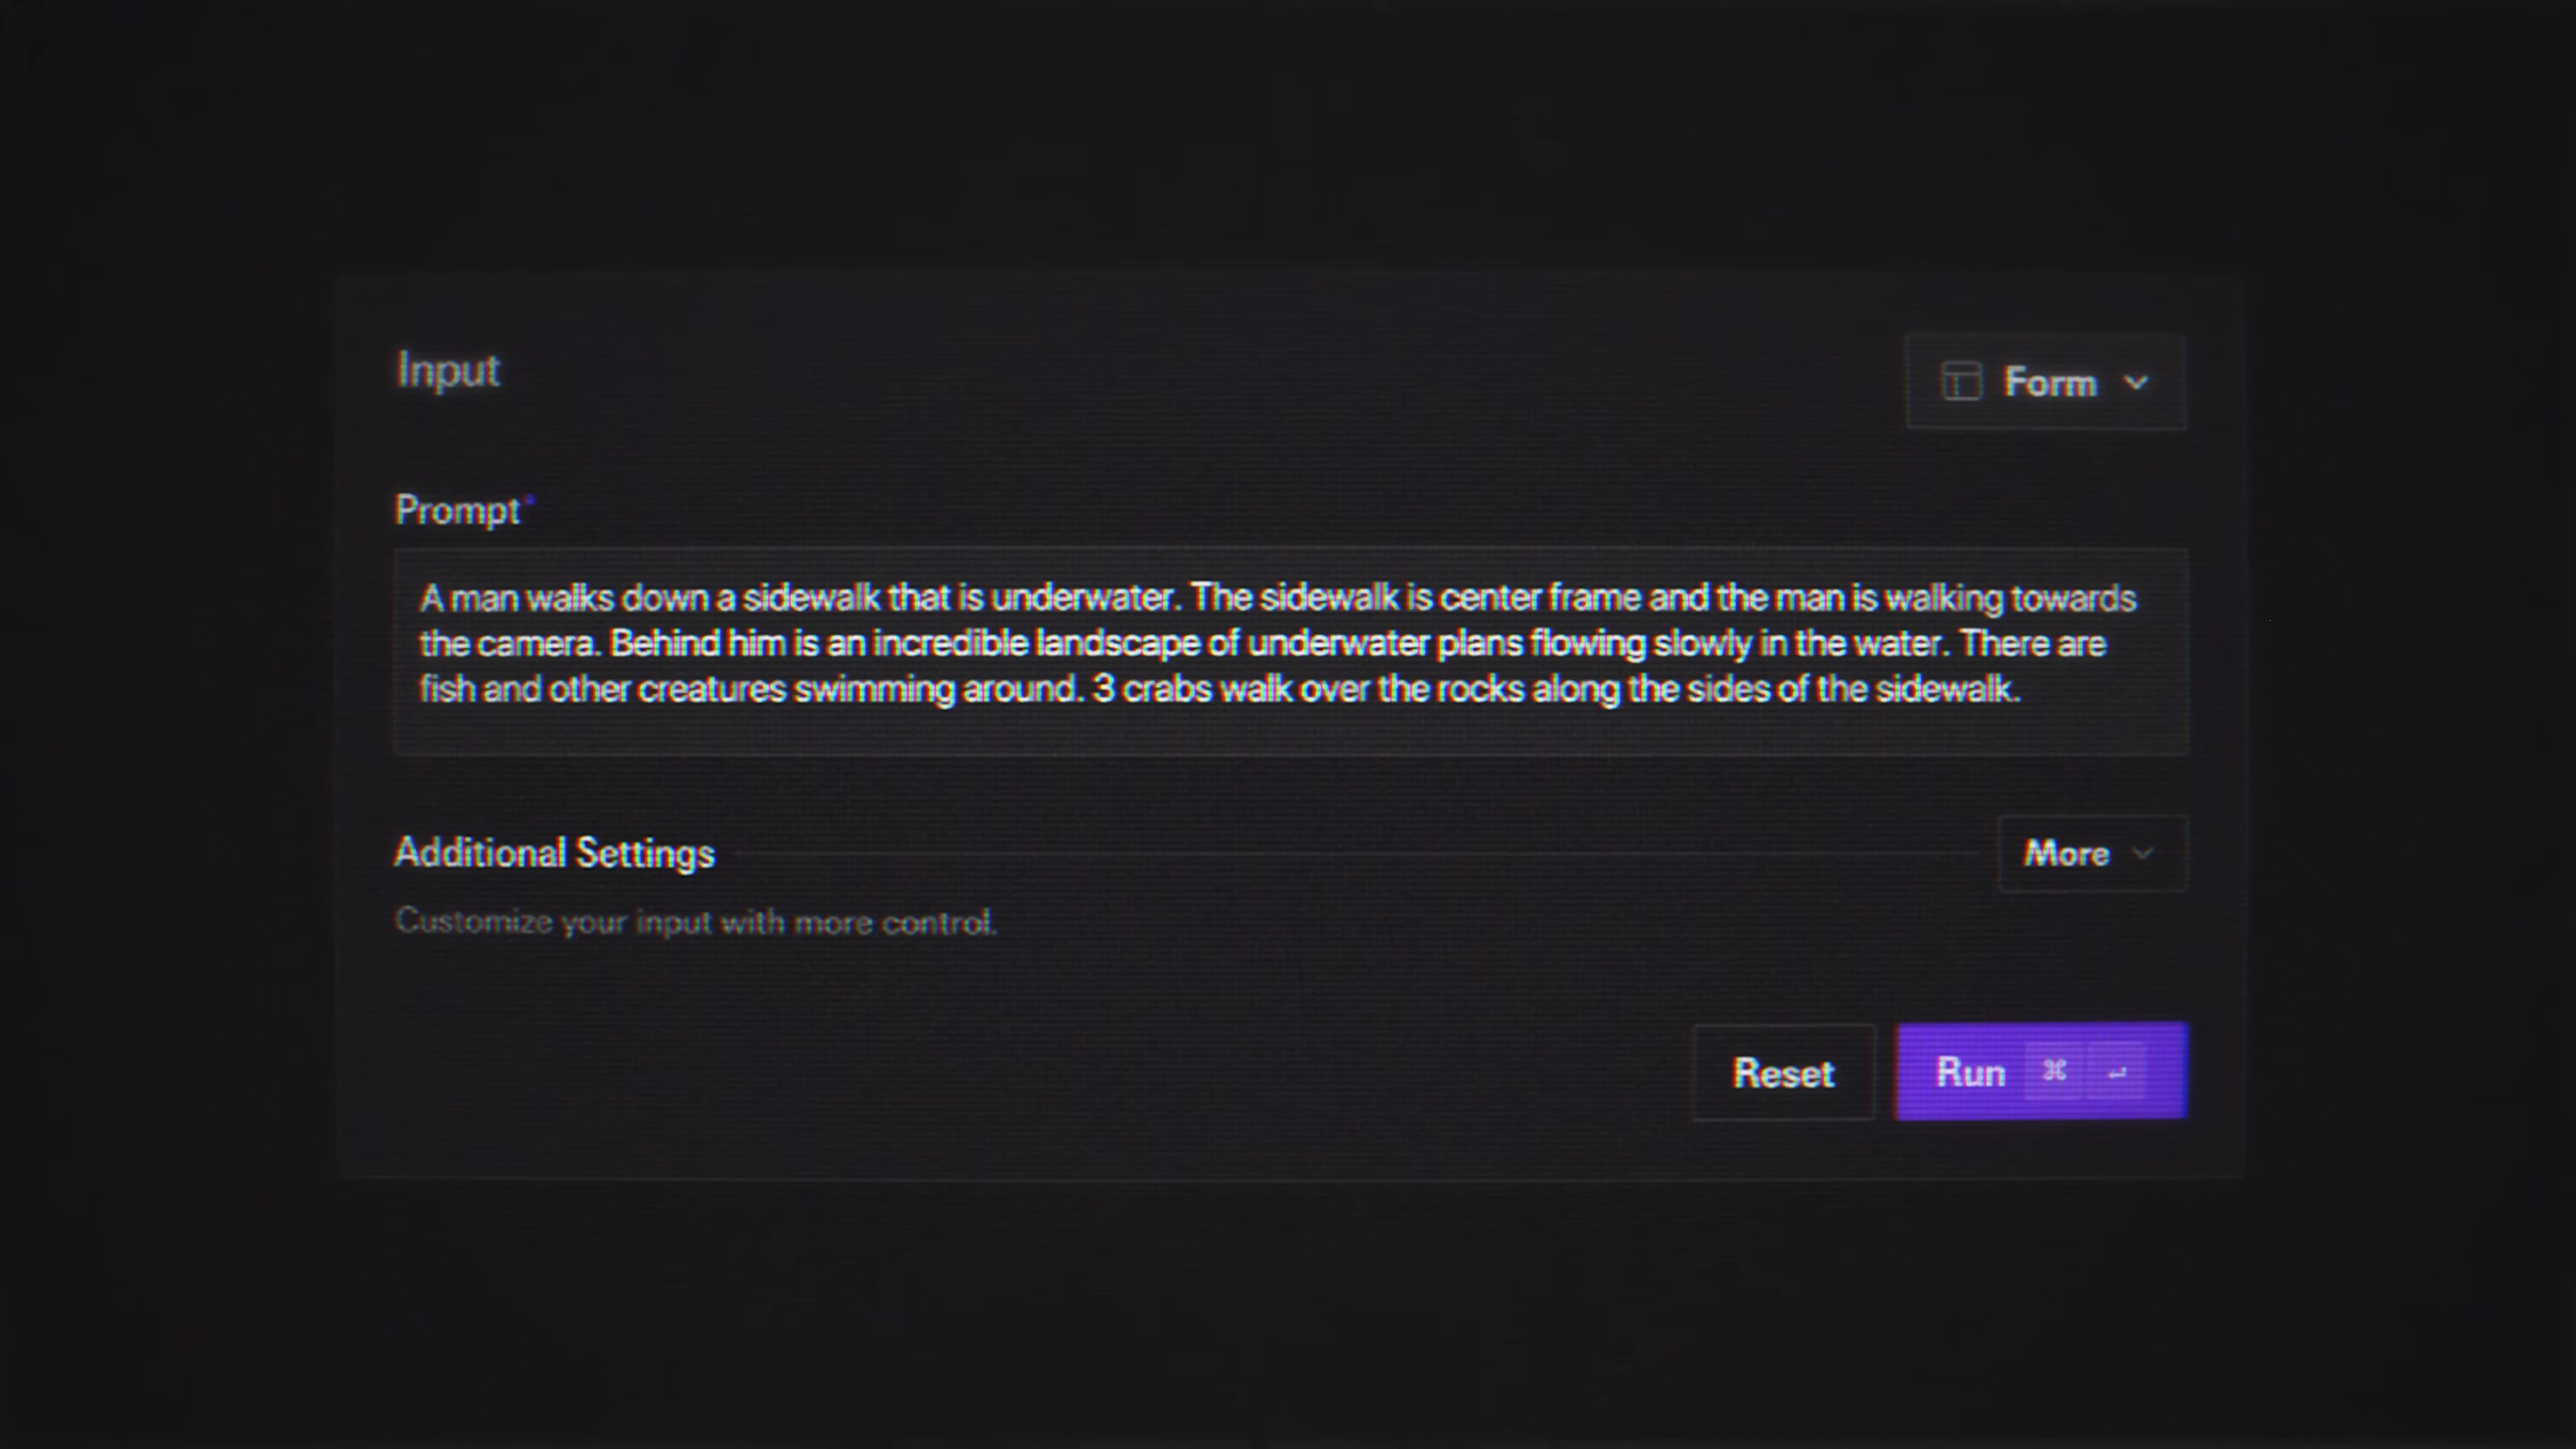 Input
Form
Prompt*
A man walks down a sidewalk that is underwater. The sidewalk is center frame and the man is walking towards
the camera. Behind him is an incredible landscape of underwater plans flowing slowly in the water. There are
fish and other creatures swimming around. 3 crabs walk over the rocks along the sides of the sidewalk.
Additional Settings
More
Customize your input with more control.
Reset
Run ⌘ ↵